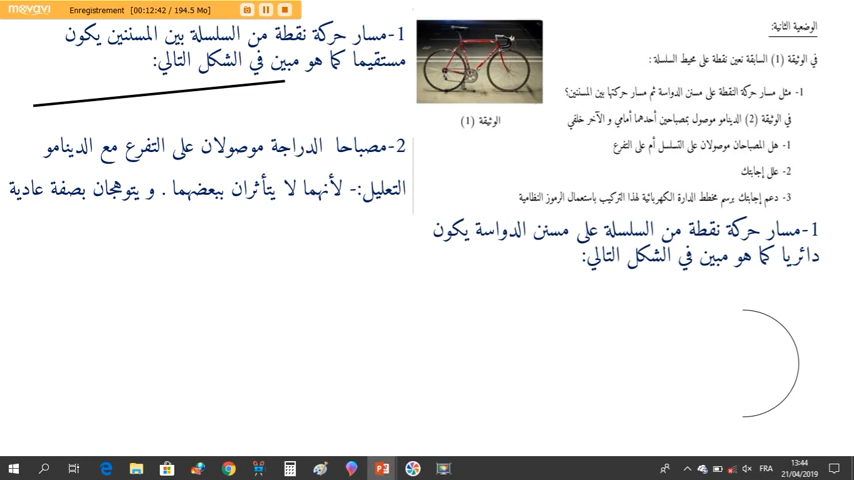 movavi
Enregistrement 00:12:42 / 194.5 Mo
الوضعية الثانية:
في الوثيقة (1) السابقة نعين نقطة على محيط السلسلة :
1- مثل مسار حركة النقطة على مسنن الدواسة ثم مسار حركتها بين المسننين؟
الوثيقة (1)
في الوثيقة (2) الدينامو موصول بمصباحين أحدهما أمامي و الآخر خلفي
1- هل المصباحان موصولان على التسلسل أم على التفرع
2- علل إجابتك
3- دعم إجابتك برسم مخطط الدارة الكهربائية لهذا التركيب باستعمال الرموز النظامية
1-مسار حركة نقطة من السلسلة على مسنن الدواسة يكون
دائريا كما هو مبين في الشكل التالي:
1-مسار حركة نقطة من السلسلة بين المسننين يكون
مستقيما كما هو مبين في الشكل التالي:
2-مصباحا الدراجة موصولان على التفرع مع الدينامو
التعليل:- لأنهما لا يتأثران ببعضهما . و يتوهجان بصفة عادية
FRA
13:44
21/04/2019